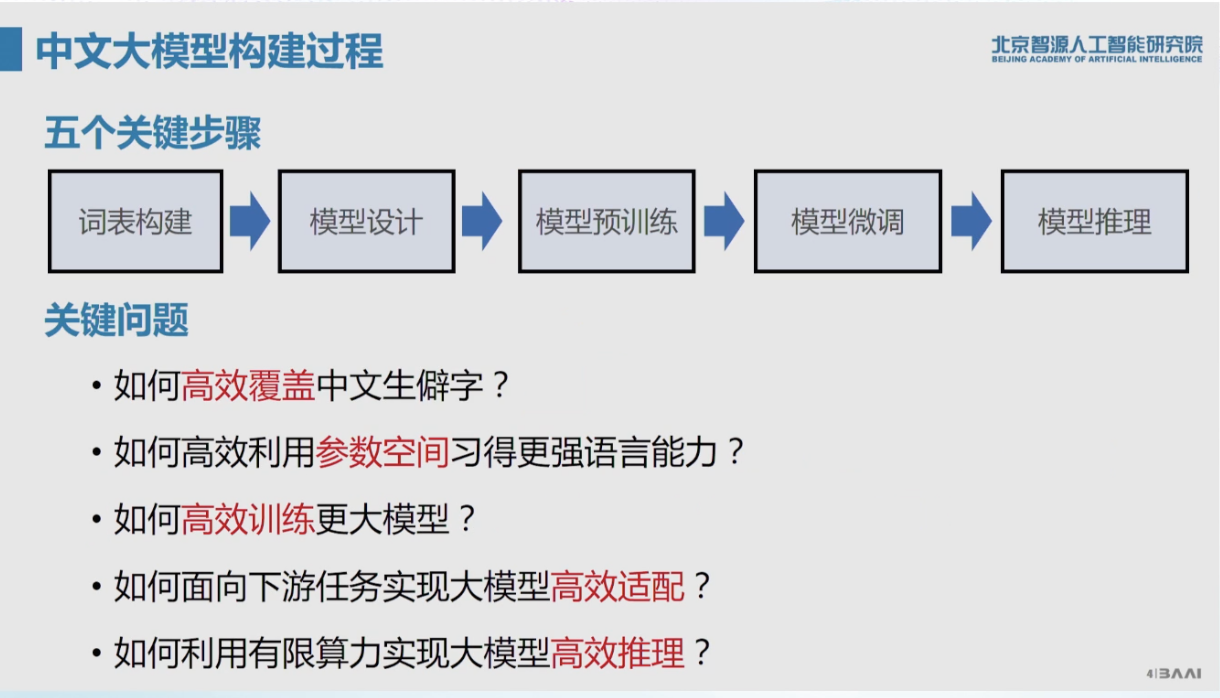 中文大模型构建过程
北京智源人工智能研究院
BEIJING ACADEMY OF ARTIFICIAL INTELLIGENCE
五个关键步骤
词表构建
模型设计
模型预训练
模型微调
模型推理
关键问题
• 如何高效覆盖中文生僻字？
• 如何高效利用参数空间习得更强语言能力？
• 如何高效训练更大模型？
• 如何面向下游任务实现大模型高效适配？
• 如何利用有限算力实现大模型高效推理？
4 BAAI